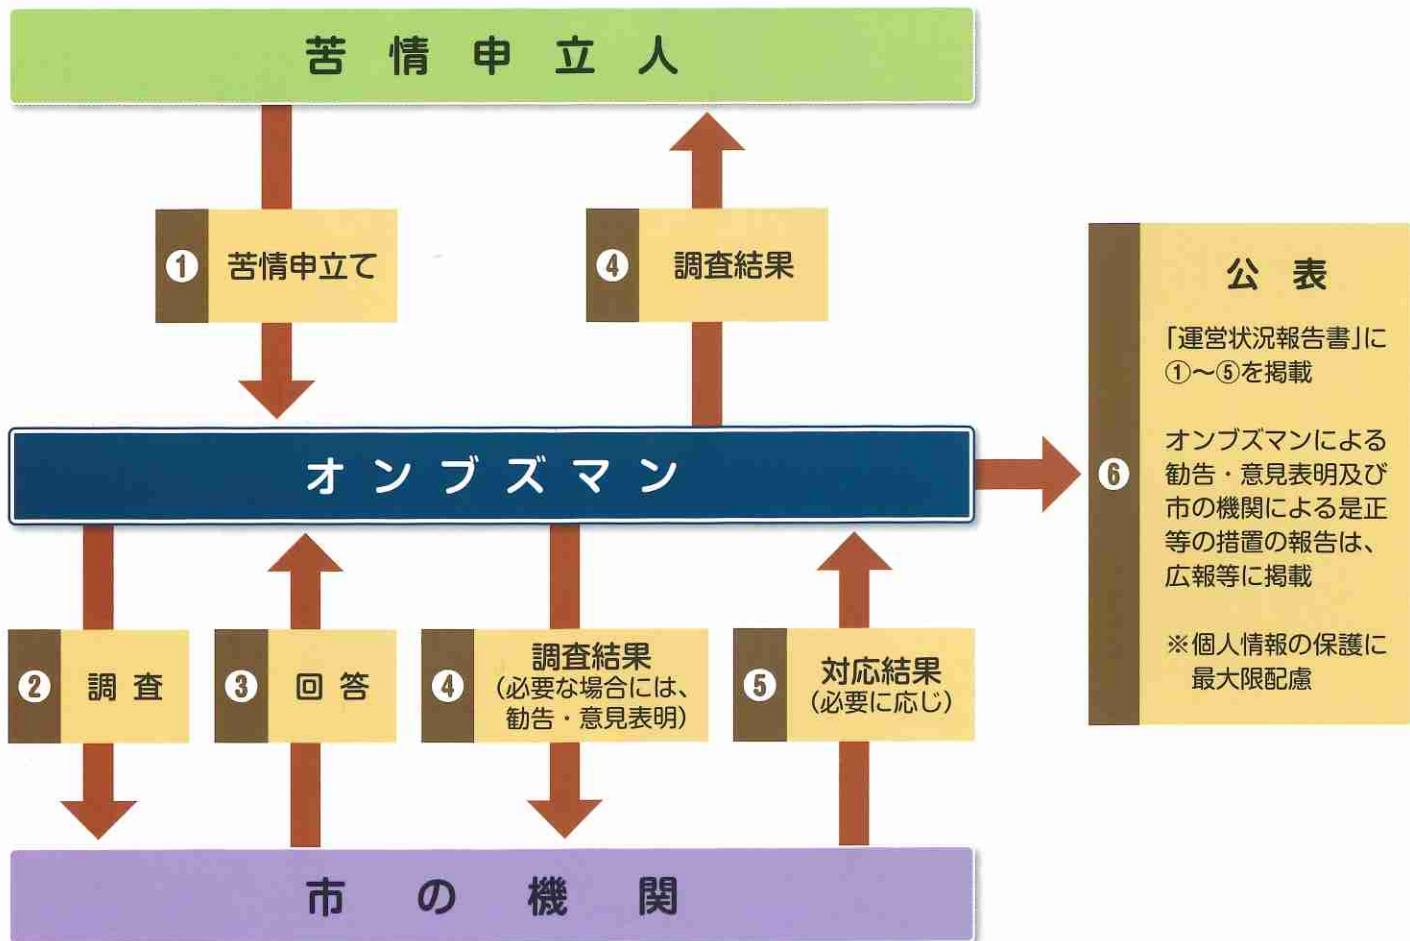 苦情申立人
① 苦情申立て
④ 調査結果
オンブズマン
② 調査
③ 回答
④ 調査結果
(必要な場合には、
勧告・意見表明)
⑤ 対応結果
(必要に応じ)
市の機関
⑥ 公表
「運営状況報告書」に
①～⑤を掲載
オンブズマンによる
勧告・意見表明及び
市の機関による是正
等の措置の報告は、
広報等に掲載
※個人情報の保護に
最大限配慮